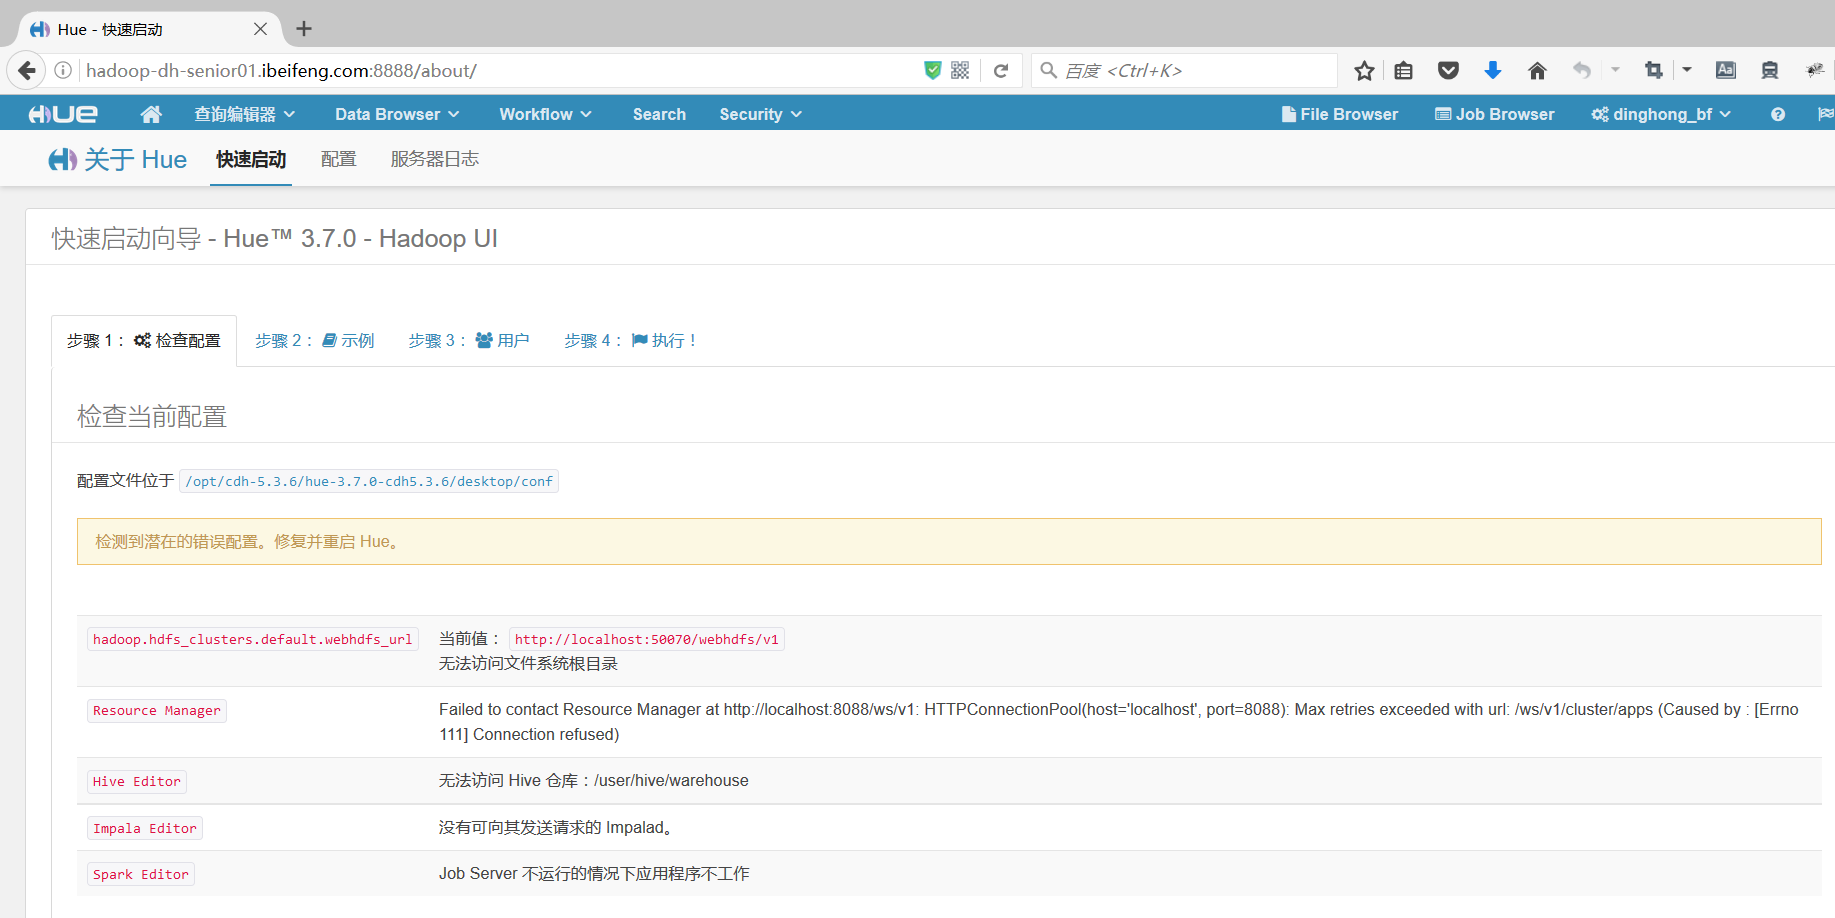 Hue - 快速启动
hadoop-dh-senior01.ibeifeng.com:8888/about/
百度 <Ctrl+K>
Aa
HUE 查询编辑器 Data Browser Workflow Search Security File Browser Job Browser dinghong_bf
关于 Hue 快速启动 配置 服务器日志
快速启动向导 - Hue™ 3.7.0 - Hadoop UI
步骤 1： 检查配置 步骤 2： 示例 步骤 3： 用户 步骤 4： 执行！
检查当前配置
配置文件位于 /opt/cdh-5.3.6/hue-3.7.0-cdh5.3.6/desktop/conf
检测到潜在的错误配置。修复并重启 Hue。
hadoop.hdfs_clusters.default.webhdfs_url 当前值： http://localhost:50070/webhdfs/v1
无法访问文件系统根目录
Resource Manager Failed to contact Resource Manager at http://localhost:8088/ws/v1: HTTPConnectionPool(host='localhost', port=8088): Max retries exceeded with url: /ws/v1/cluster/apps (Caused by : [Errno
111] Connection refused)
Hive Editor 无法访问 Hive 仓库：/user/hive/warehouse
Impala Editor 没有可向其发送请求的 Impalad。
Spark Editor Job Server 不运行的情况下应用程序不工作